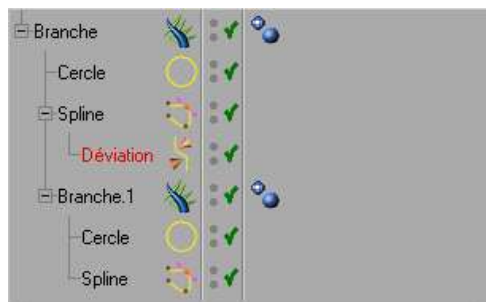 Branche
Cercle
Spline
Déviation
Branche.1
Cercle
Spline